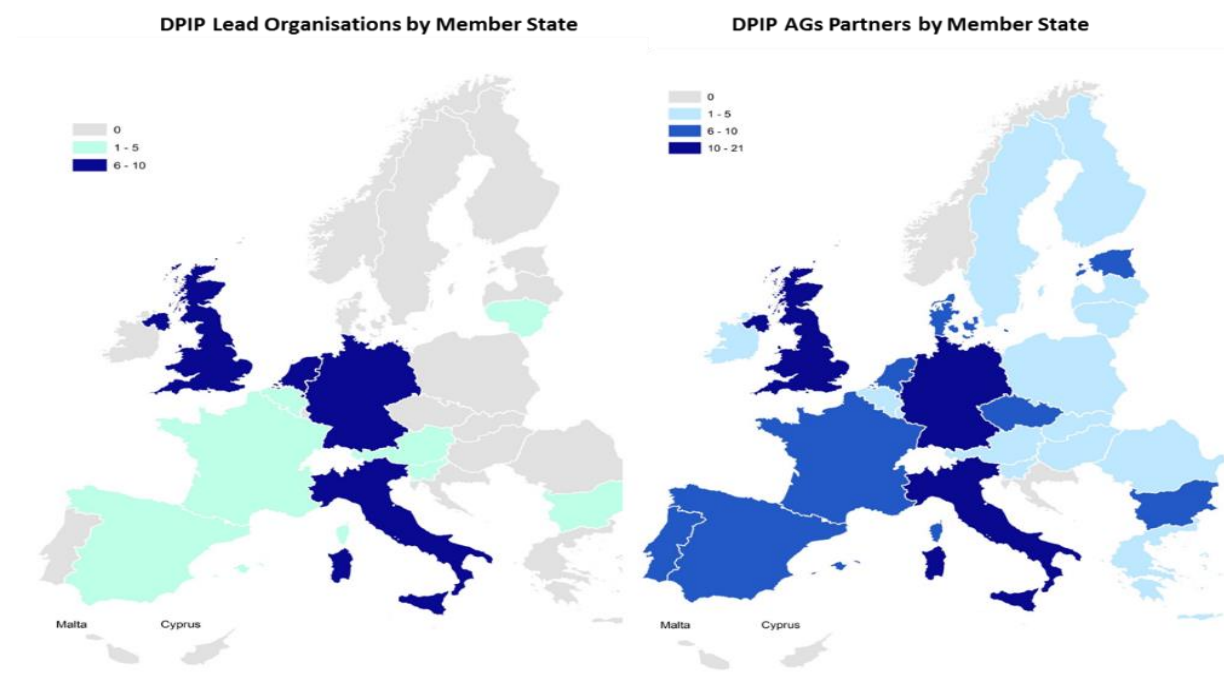 DPIP Lead Organisations by Member State
0
1 - 5
6 - 10
Malta
Cyprus
DPIP AGs Partners by Member State
0
1 - 5
6 - 10
10 - 21
Malta
Cyprus